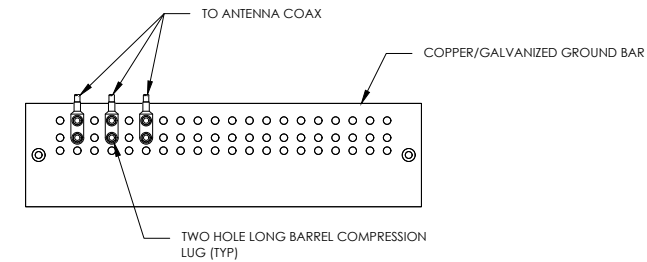 TO ANTENNA COAX
COPPER/GALVANIZED GROUND BAR
TWO HOLE LONG BARREL COMPRESSION
LUG (TYP)